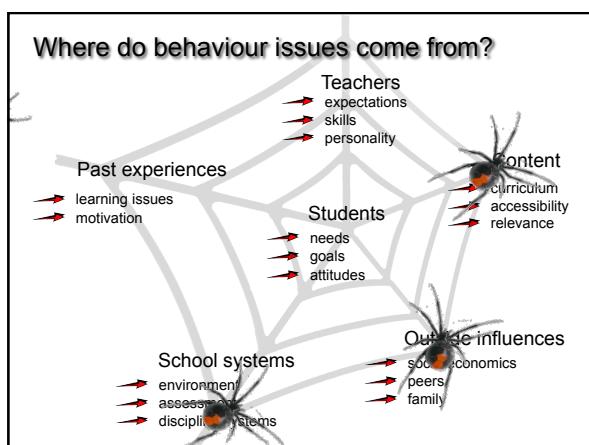 Where do behaviour issues come from?
Teachers
expectations
skills
personality
Content
curriculum
accessibility
relevance
Past experiences
learning issues
motivation
Students
needs
goals
attitudes
Outside influences
socio-economics
peers
family
School systems
environment
assessment
discipline systems